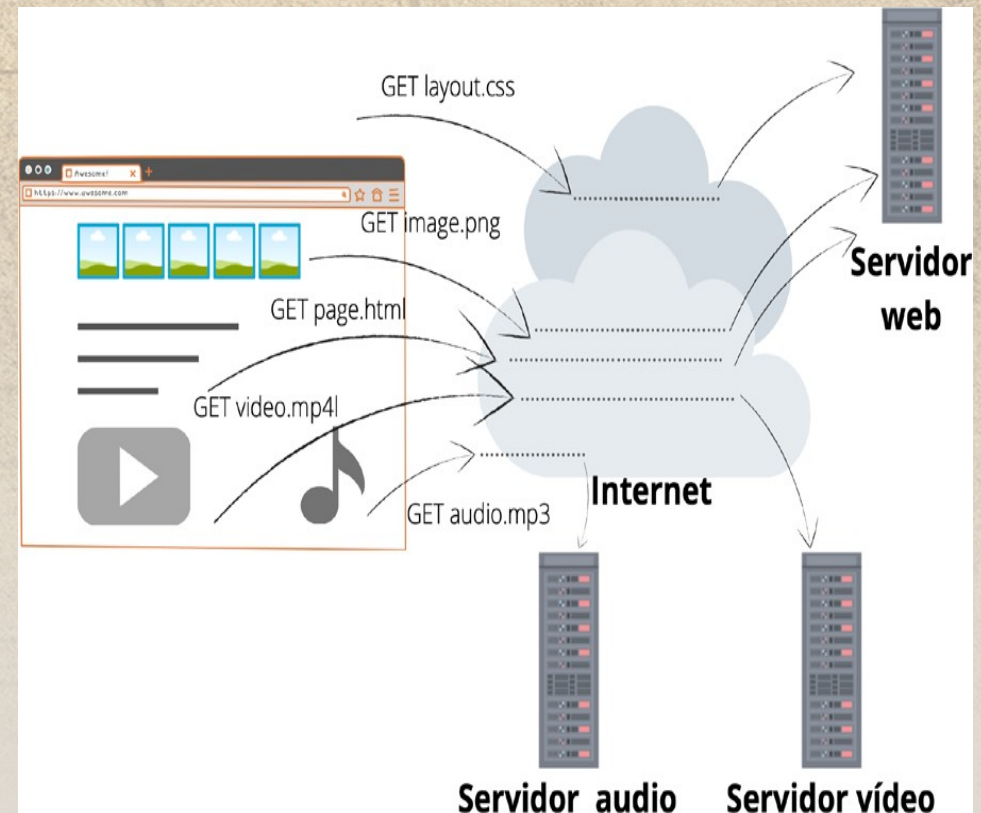 GET layout.css
Awesome!
https://www.awesome.com
GET image.png
GET page.html
GET video.mp4l
GET audio.mp3
Internet
Servidor
web
Servidor audio
Servidor vídeo